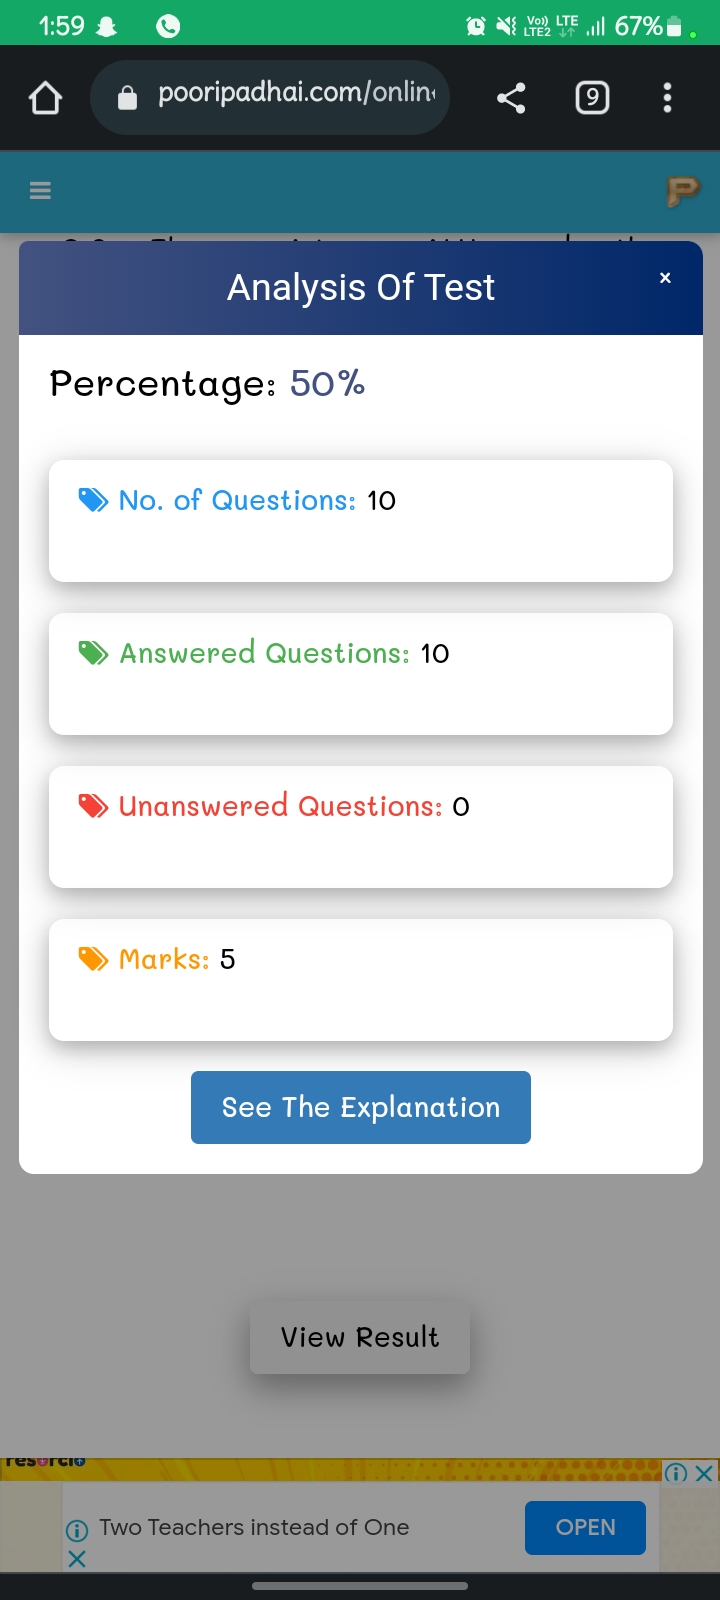 1:59
Vo)) LTE
LTE2
67%
pooripadhai.com/onlin
9
Analysis Of Test
×
Percentage: 50%
No. of Questions: 10
Answered Questions: 10
Unanswered Questions: 0
Marks: 5
See The Explanation
View Result
Two Teachers instead of One
OPEN